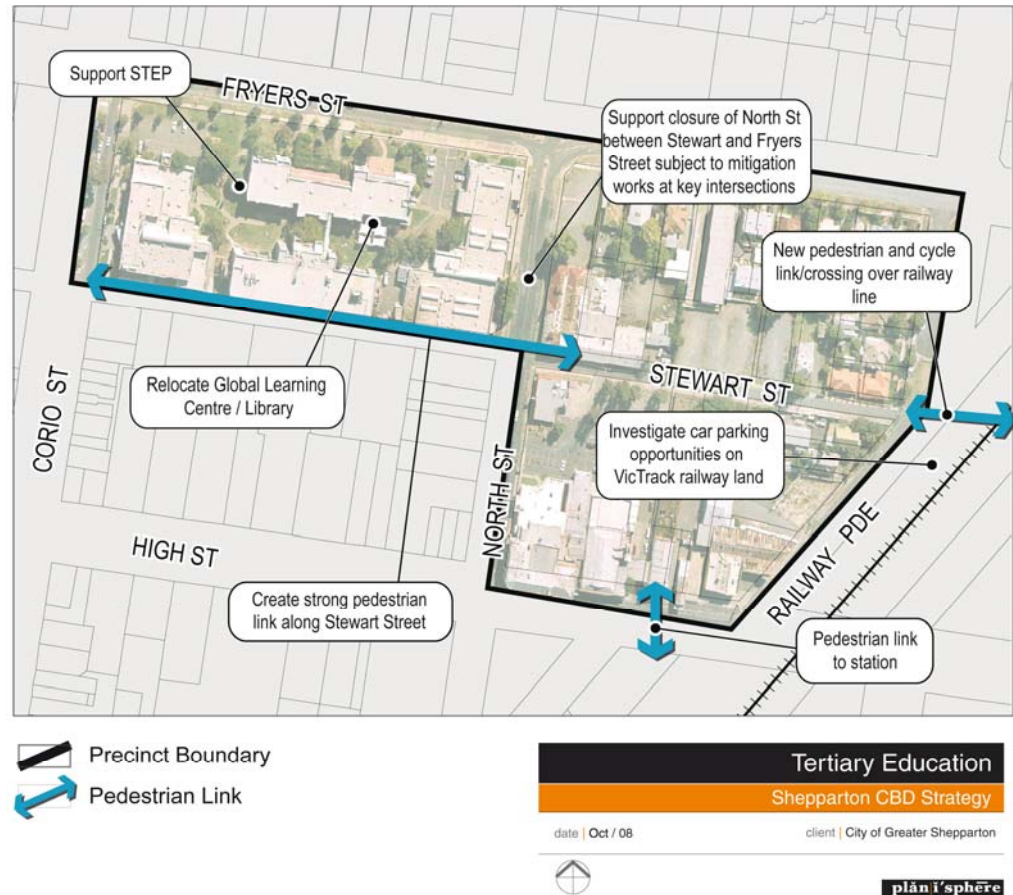 Support STEP
FRYERS ST
Support closure of North St
between Stewart and Fryers
Street subject to mitigation
works at key intersections
New pedestrian and cycle
link/crossing over railway
line
Relocate Global Learning
Centre / Library
STEWART ST
CORIO ST
Investigate car parking
opportunities on
VicTrack railway land
NORTH ST
HIGH ST
RAILWAY PDE
Create strong pedestrian
link along Stewart Street
Pedestrian link
to station
Precinct Boundary
Pedestrian Link
Tertiary Education
Shepparton CBD Strategy
date | Oct / 08
client | City of Greater Shepparton
plan i'sphere